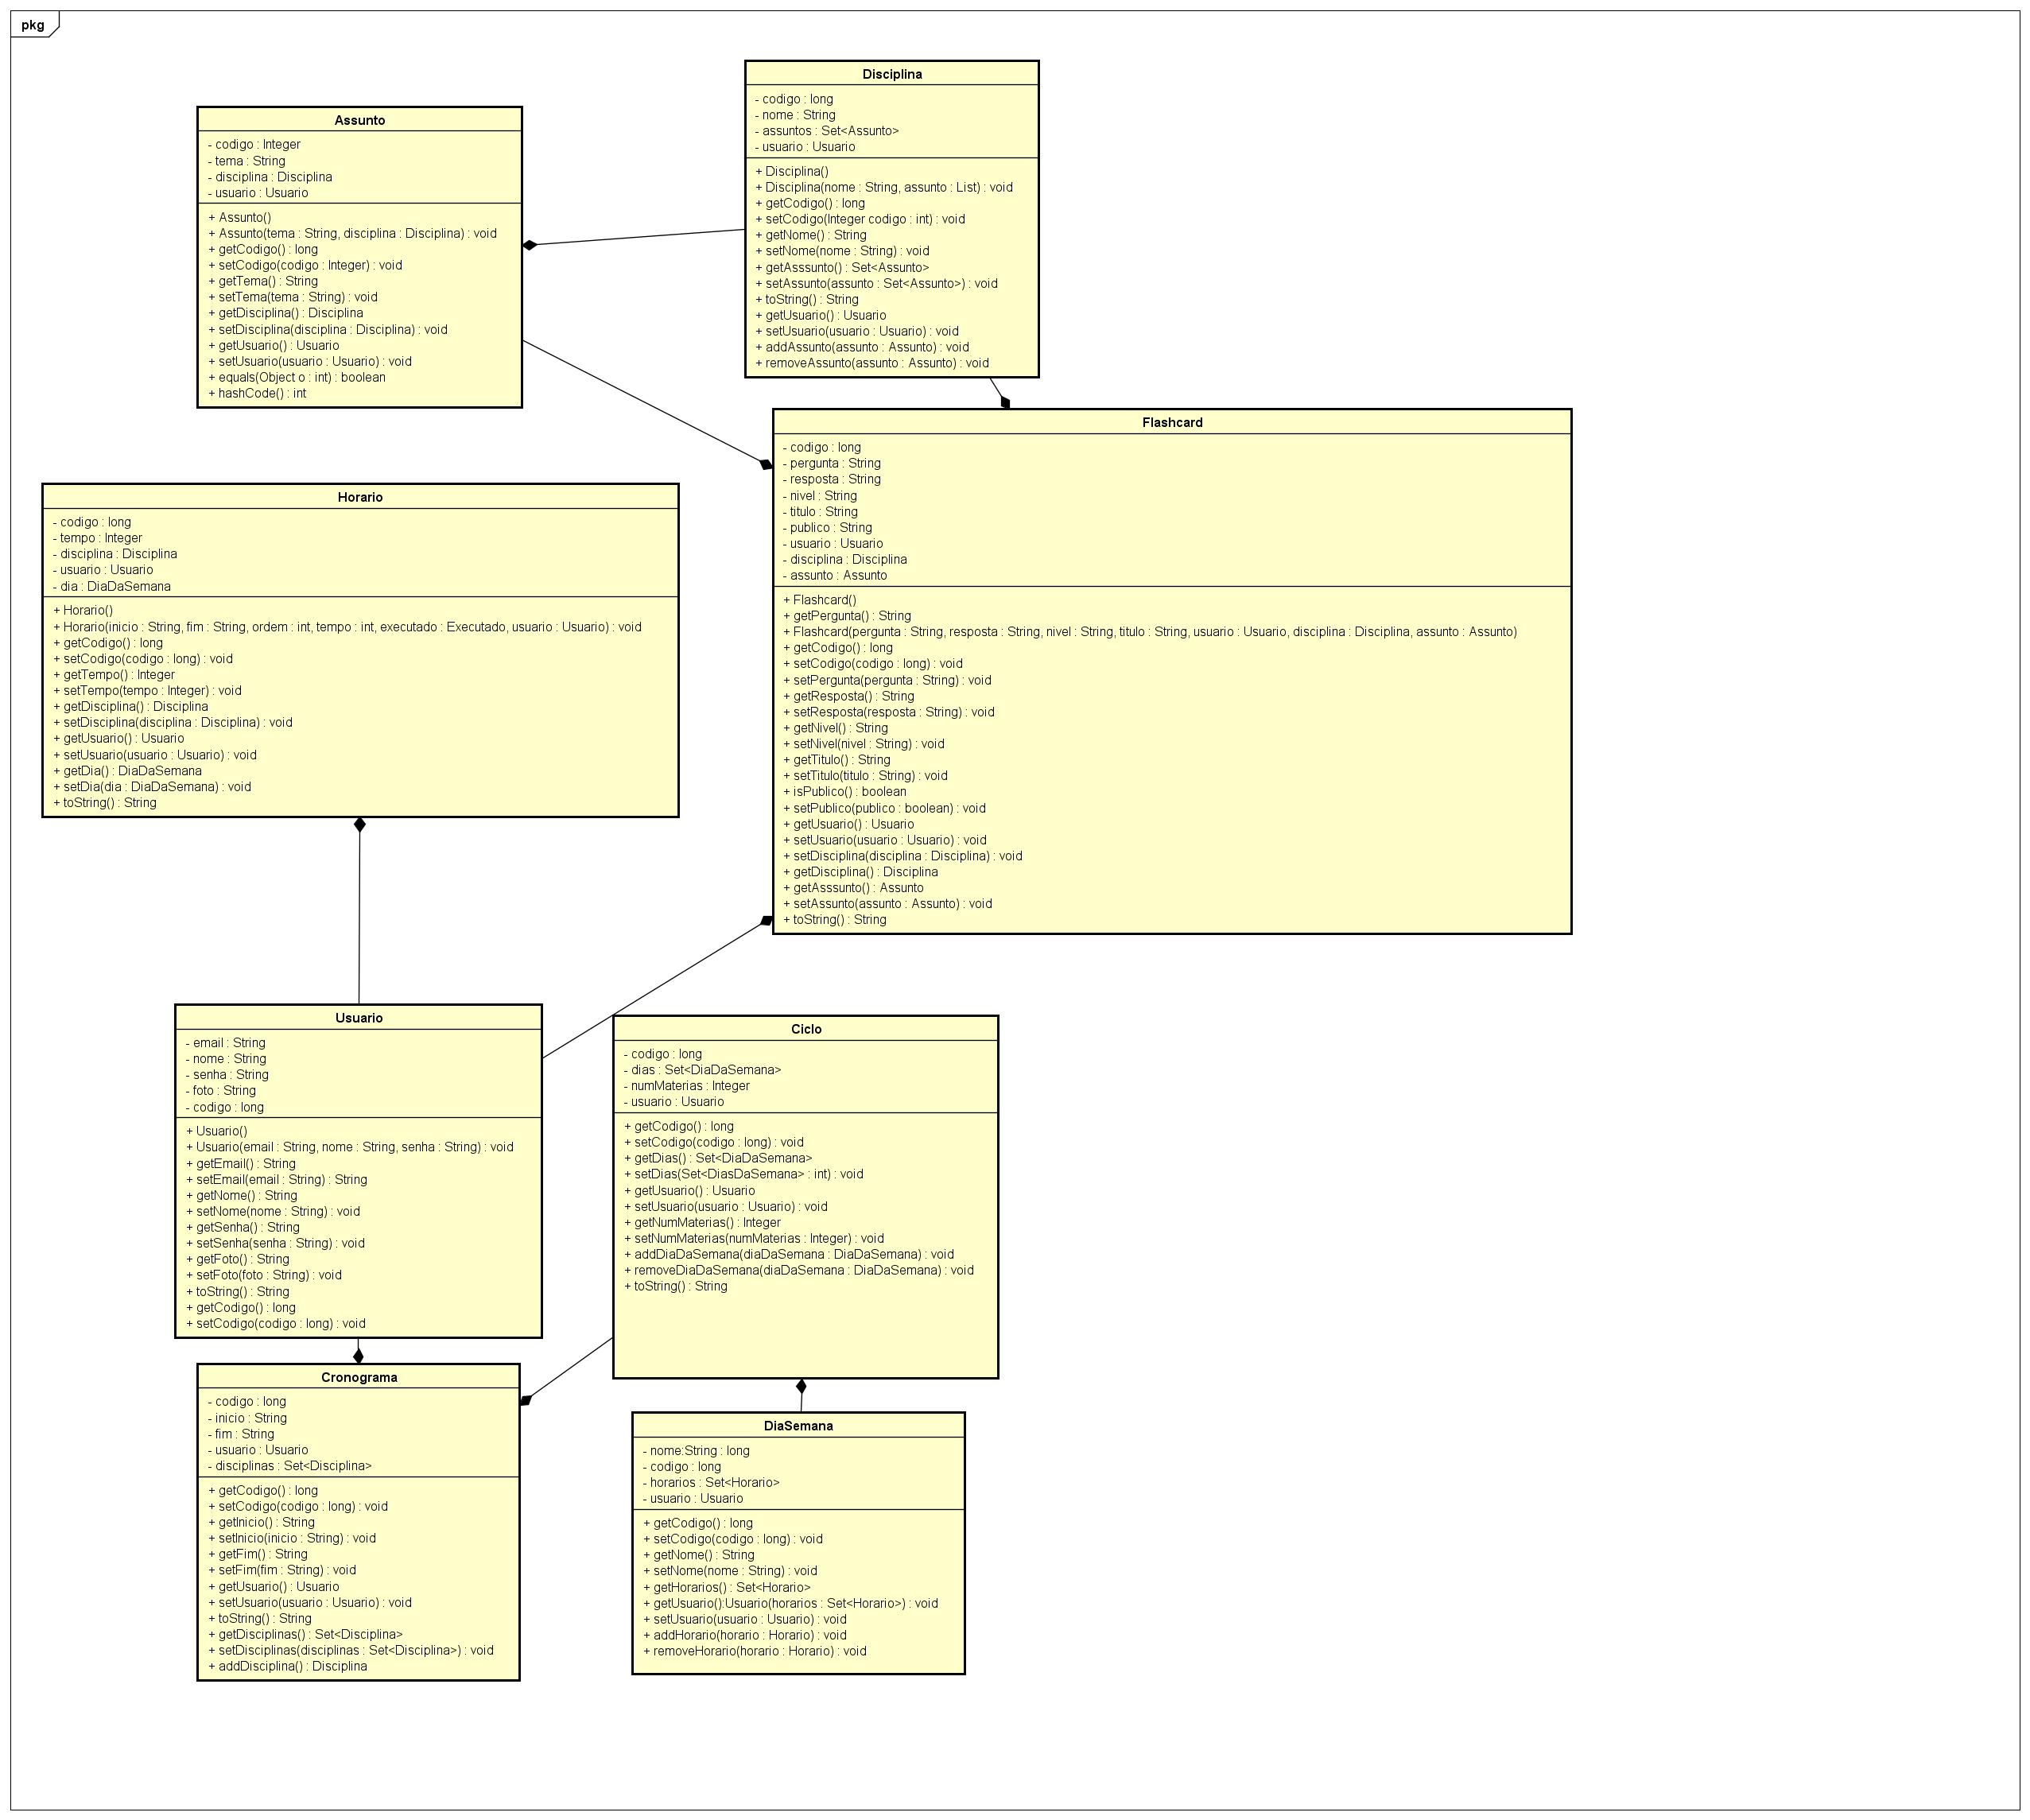 pkg
Disciplina
- codigo : long
- nome : String
- assuntos : Set<Assunto>
- usuario : Usuario
+ Disciplina()
+ Disciplina(nome : String, assunto : List) : void
+ getCodigo() : long
+ setCodigo(Integer codigo : int) : void
+ getNome() : String
+ setNome(nome : String) : void
+ getAsssunto() : Set<Assunto>
+ setAssunto(assunto : Set<Assunto>) : void
+ toString() : String
+ getUsuario() : Usuario
+ setUsuario(usuario : Usuario) : void
+ addAssunto(assunto : Assunto) : void
+ removeAssunto(assunto : Assunto) : void
Assunto
- codigo : Integer
- tema : String
- disciplina : Disciplina
- usuario : Usuario
+ Assunto()
+ Assunto(tema : String, disciplina : Disciplina) : void
+ getCodigo() : long
+ setCodigo(codigo : Integer) : void
+ getTema() : String
+ setTema(tema : String) : void
+ getDisciplina() : Disciplina
+ setDisciplina(disciplina : Disciplina) : void
+ getUsuario() : Usuario
+ setUsuario(usuario : Usuario) : void
+ equals(Object o : int) : boolean
+ hashCode() : int
Flashcard
- codigo : long
- pergunta : String
- resposta : String
- nivel : String
- titulo : String
- publico : String
- usuario : Usuario
- disciplina : Disciplina
- assunto : Assunto
+ Flashcard()
+ getPergunta() : String
+ Flashcard(pergunta : String, resposta : String, nivel : String, titulo : String, usuario : Usuario, disciplina : Disciplina, assunto : Assunto)
+ getCodigo() : long
+ setCodigo(codigo : long) : void
+ setPergunta(pergunta : String) : void
+ getResposta() : String
+ setResposta(resposta : String) : void
+ getNivel() : String
+ setNivel(nivel : String) : void
+ getTitulo() : String
+ setTitulo(titulo : String) : void
+ isPublico() : boolean
+ setPublico(publico : boolean) : void
+ getUsuario() : Usuario
+ setUsuario(usuario : Usuario) : void
+ setDisciplina(disciplina : Disciplina) : void
+ getDisciplina() : Disciplina
+ getAsssunto() : Assunto
+ setAssunto(assunto : Assunto) : void
+ toString() : String
Horario
- codigo : long
- tempo : Integer
- disciplina : Disciplina
- usuario : Usuario
- dia : DiaDaSemana
+ Horario()
+ Horario(inicio : String, fim : String, ordem : int, tempo : int, executado : Executado, usuario : Usuario) : void
+ getCodigo() : long
+ setCodigo(codigo : long) : void
+ getTempo() : Integer
+ setTempo(tempo : Integer) : void
+ getDisciplina() : Disciplina
+ setDisciplina(disciplina : Disciplina) : void
+ getUsuario() : Usuario
+ setUsuario(usuario : Usuario) : void
+ getDia() : DiaDaSemana
+ setDia(dia : DiaDaSemana) : void
+ toString() : String
Usuario
- email : String
- nome : String
- senha : String
- foto : String
- codigo : long
+ Usuario()
+ Usuario(email : String, nome : String, senha : String) : void
+ getEmail() : String
+ setEmail(email : String) : String
+ getNome() : String
+ setNome(nome : String) : void
+ getSenha() : String
+ setSenha(senha : String) : void
+ getFoto() : String
+ setFoto(foto : String) : void
+ toString() : String
+ getCodigo() : long
+ setCodigo(codigo : long) : void
Ciclo
- codigo : long
- dias : Set<DiaDaSemana>
- numMaterias : Integer
- usuario : Usuario
+ getCodigo() : long
+ setCodigo(codigo : long) : void
+ getDias() : Set<DiaDaSemana>
+ setDias(Set<DiasDaSemana> : int) : void
+ getUsuario() : Usuario
+ setUsuario(usuario : Usuario) : void
+ getNumMaterias() : Integer
+ setNumMaterias(numMaterias : Integer) : void
+ addDiaDaSemana(diaDaSemana : DiaDaSemana) : void
+ removeDiaDaSemana(diaDaSemana : DiaDaSemana) : void
+ toString() : String
Cronograma
- codigo : long
- inicio : String
- fim : String
- usuario : Usuario
- disciplinas : Set<Disciplina>
+ getCodigo() : long
+ setCodigo(codigo : long) : void
+ getInicio() : String
+ setInicio(inicio : String) : void
+ getFim() : String
+ setFim(fim : String) : void
+ getUsuario() : Usuario
+ setUsuario(usuario : Usuario) : void
+ toString() : String
+ getDisciplinas() : Set<Disciplina>
+ setDisciplinas(disciplinas : Set<Disciplina>) : void
+ addDisciplina() : Disciplina
DiaSemana
- nome:String : long
- codigo : long
- horarios : Set<Horario>
- usuario : Usuario
+ getCodigo() : long
+ setCodigo(codigo : long) : void
+ getNome() : String
+ setNome(nome : String) : void
+ getHorarios() : Set<Horario>
+ getUsuario():Usuario(horarios : Set<Horario>) : void
+ setUsuario(usuario : Usuario) : void
+ addHorario(horario : Horario) : void
+ removeHorario(horario : Horario) : void